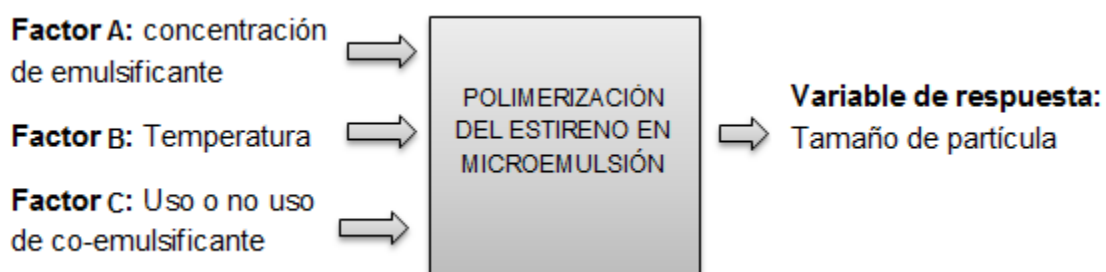 Factor A: concentración
de emulsificante
Factor B: Temperatura
Factor C: Uso o no uso
de co-emulsificante
POLIMERIZACIÓN
DEL ESTIRENO EN
MICROEMULSIÓN
Variable de respuesta:
Tamaño de partícula